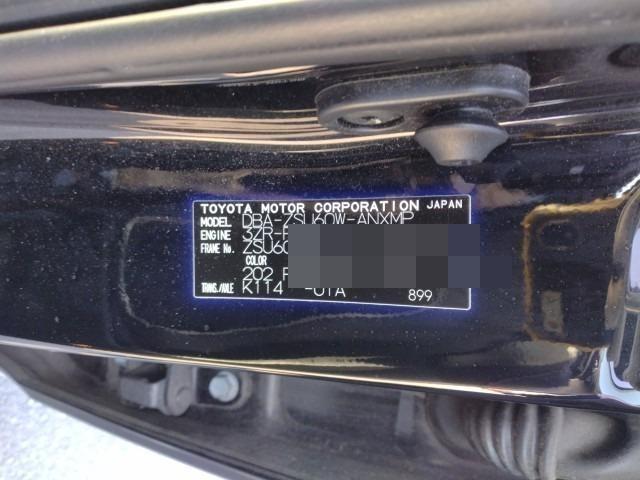 TOYOTA MOTOR CORPORATION JAPAN
MODEL DBA-ZSU60W-ANXMP
ENGINE 3ZR-
FRAME No. ZSU60
COLOR
202
TRANS./AXLE K114 -01A 899